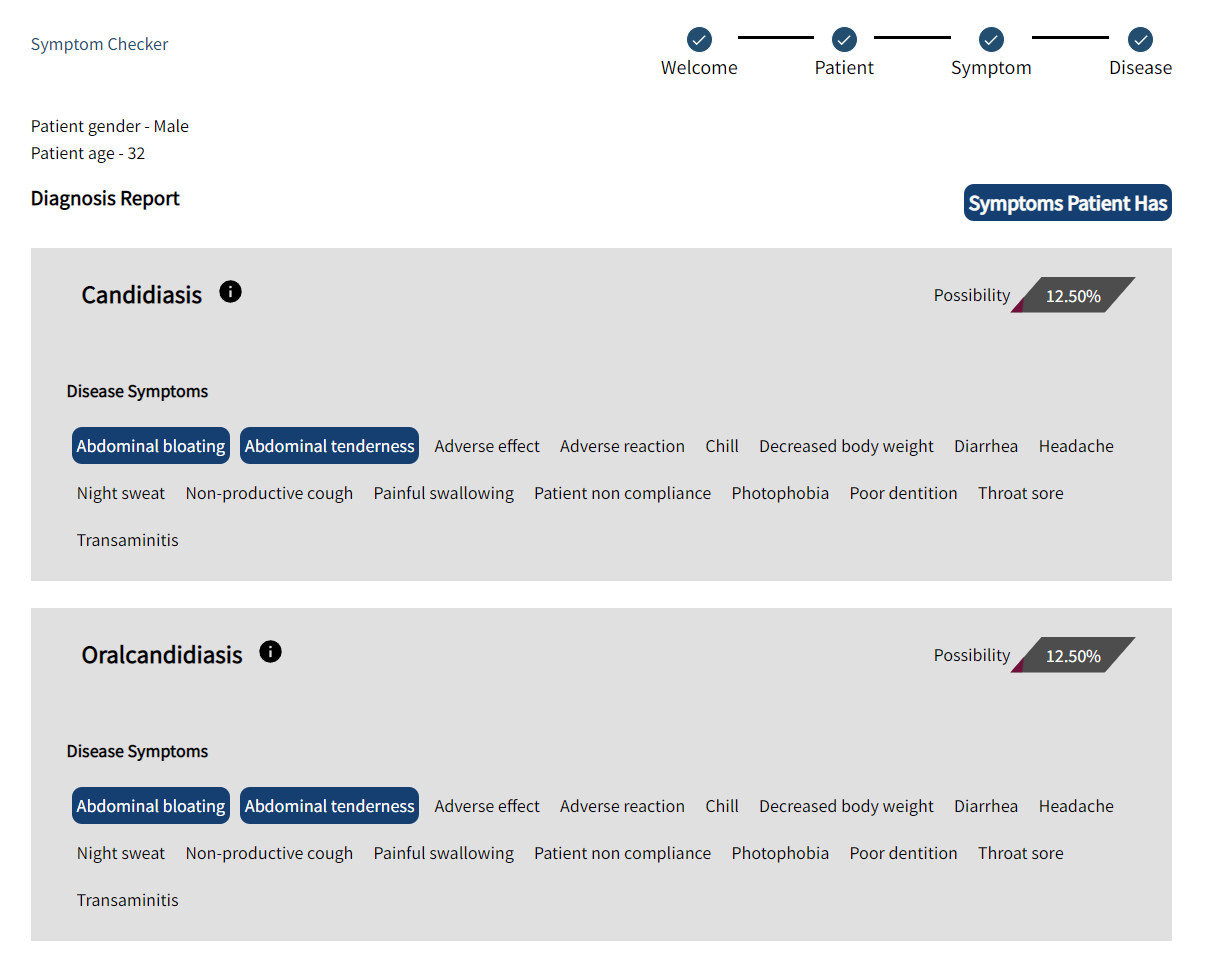 Symptom Checker
Welcome Patient Symptom Disease
Patient gender - Male
Patient age - 32
Diagnosis Report
Symptoms Patient Has
Candidiasis
Possibility 12.50%
Disease Symptoms
Abdominal bloating Abdominal tenderness Adverse effect Adverse reaction Chill Decreased body weight Diarrhea Headache
Night sweat Non-productive cough Painful swallowing Patient non compliance Photophobia Poor dentition Throat sore
Transaminitis
Oralcandidiasis
Possibility 12.50%
Disease Symptoms
Abdominal bloating Abdominal tenderness Adverse effect Adverse reaction Chill Decreased body weight Diarrhea Headache
Night sweat Non-productive cough Painful swallowing Patient non compliance Photophobia Poor dentition Throat sore
Transaminitis